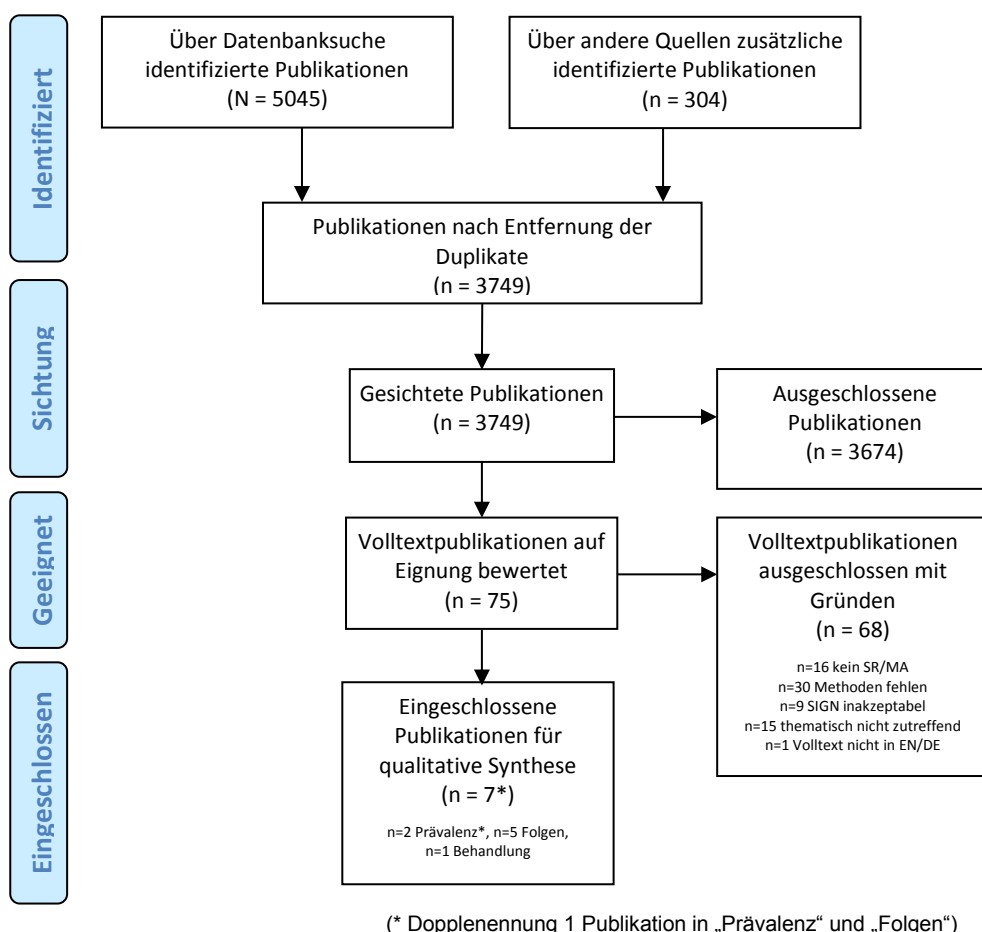 Identifiziert
Über Datenbanksuche
identifizierte Publikationen
(N = 5045)
Über andere Quellen zusätzliche
identifizierte Publikationen
(n = 304)
Publikationen nach Entfernung der
Duplikate
(n = 3749)
Sichtung
Gesichtete Publikationen
(n = 3749)
Ausgeschlossene
Publikationen
(n = 3674)
Geeignet
Volltextpublikationen auf
Eignung bewertet
(n = 75)
Volltextpublikationen
ausgeschlossen mit
Gründen
(n = 68)
n=16 kein SR/MA
n=30 Methoden fehlen
n=9 SIGN inakzeptabel
n=15 thematisch nicht zutreffend
n=1 Volltext nicht in EN/DE
Eingeschlossen
Eingeschlossene
Publikationen für
qualitative Synthese
(n = 7*)
n=2 Prävalenz*, n=5 Folgen,
n=1 Behandlung
(* Dopplenennung 1 Publikation in „Prävalenz“ und „Folgen“)